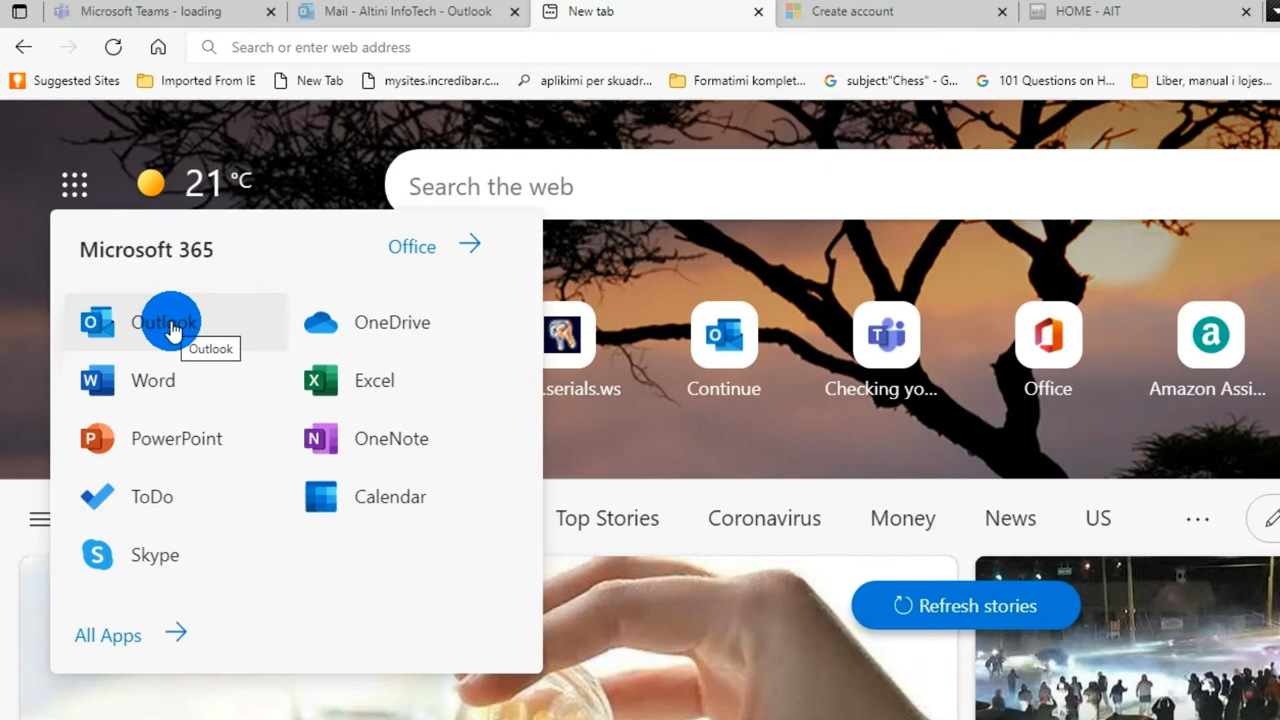 Microsoft Teams - loading
Mail - Altini InfoTech - Outlook
New tab
Create account
HOME - AIT
Search or enter web address
Suggested Sites
Imported From IE
New Tab
mysites.incredibar.c...
aplikimi per skuadr...
Formatimi komplet...
subject:"Chess" - G...
101 Questions on H...
Liber, manual i lojes...
21 °C
Search the web
Microsoft 365
Office
Outlook
OneDrive
Outlook
Word
Excel
PowerPoint
OneNote
ToDo
Calendar
Skype
All Apps
.serials.ws
Continue
Checking yo...
Office
Amazon Assi...
Top Stories
Coronavirus
Money
News
US
...
Refresh stories